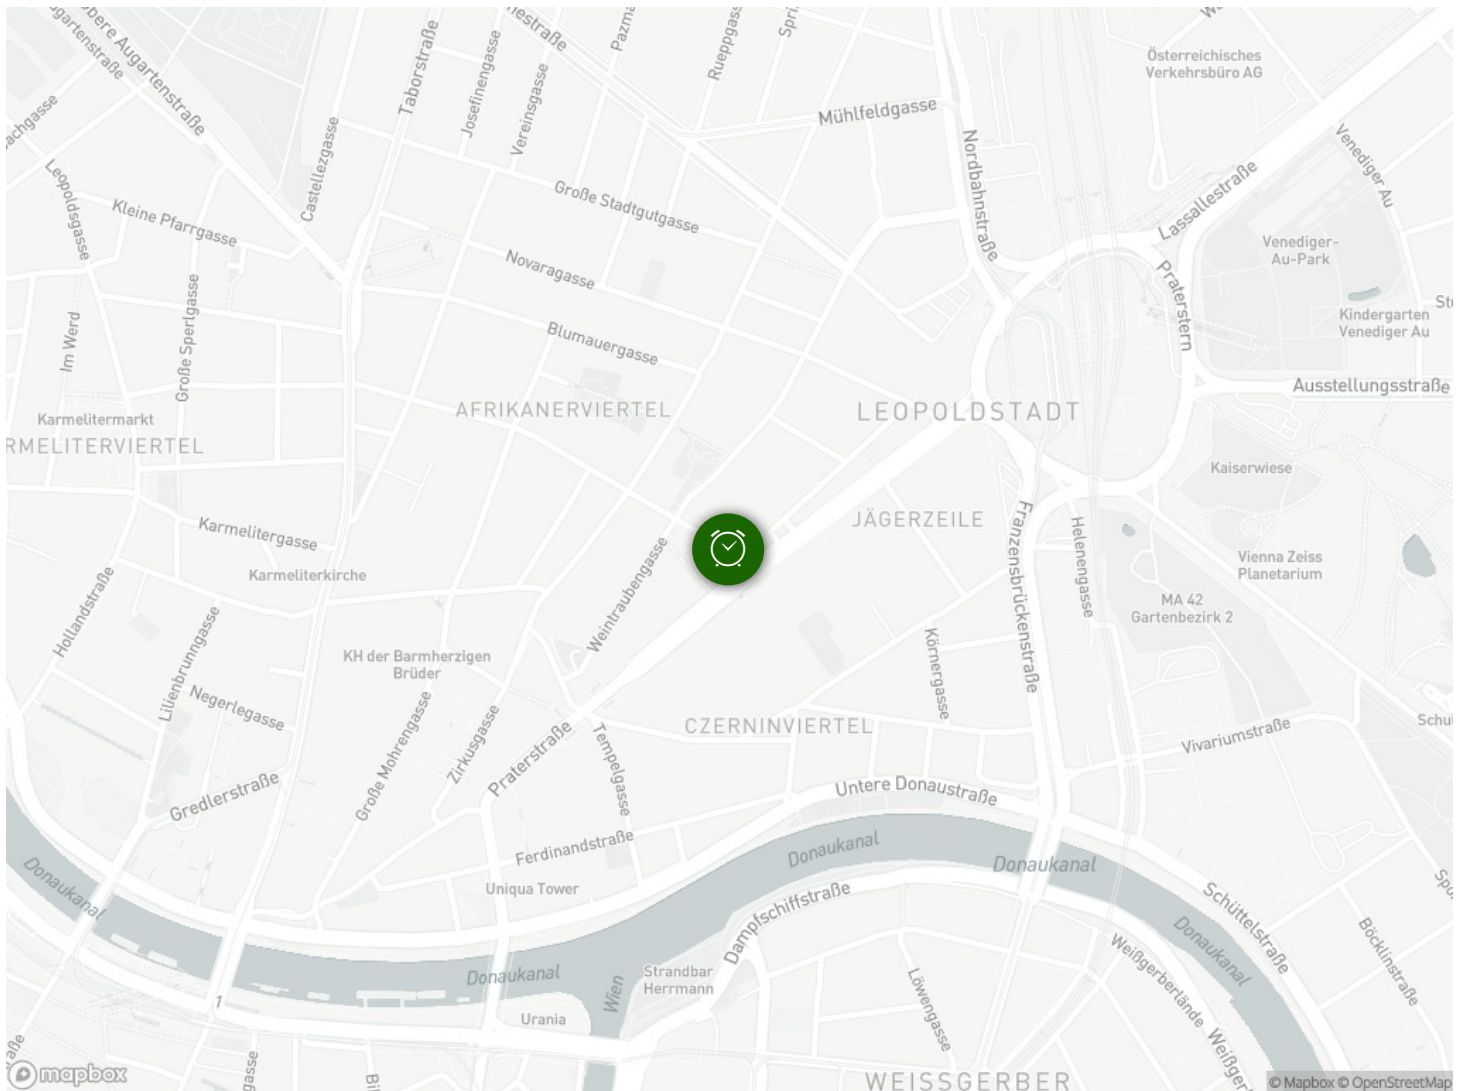 Obere Augartenstraße
Taborstraße
Josefinengasse
Vereinsgasse
Rueppgasse
Mühlfeldgasse
Österreichisches
Verkehrsbüro AG
Nordbahnstraße
Venediger Au
Lassallestraße
Venediger-
Au-Park
Praterstern
Kindergarten
Venediger Au
Ausstellungsstraße
Leopoldsgasse
Kleine Pfarrgasse
Castellezgasse
Große Stadtgutgasse
Novaragasse
Blumauergasse
Im Werd
Große Sperlgasse
Karmelitermarkt
RMELITERVIERTEL
AFRIKANERVIERTEL
LEOPOLDSTADT
Kaiserwiese
JÄGERZEILE
Karmelitergasse
Karmeliterkirche
Weintraubengasse
Franzensbrückenstraße
Helenengasse
Vienna Zeiss
Planetarium
MA 42
Gartenbezirk 2
Hollandstraße
Lilienbrunngasse
Negerlegasse
KH der Barmherzigen
Brüder
Körnergasse
Große Mohrengasse
Zirkusgasse
Praterstraße
Tempelgasse
CZERNINVIERTEL
Vivariumstraße
Gredlerstraße
Untere Donaustraße
Ferdinandstraße
Donaukanal
Donaukanal
Donaukanal
Uniqua Tower
Dampfschiffstraße
Schüttelstraße
Donaukanal
Böcklinstraße
Donaukanal
Wien
Strandbar
Herrmann
Löwengasse
Weißgerberlände
1
Urania
WEISSGERBER
mapbox
© Mapbox © OpenStreetMap